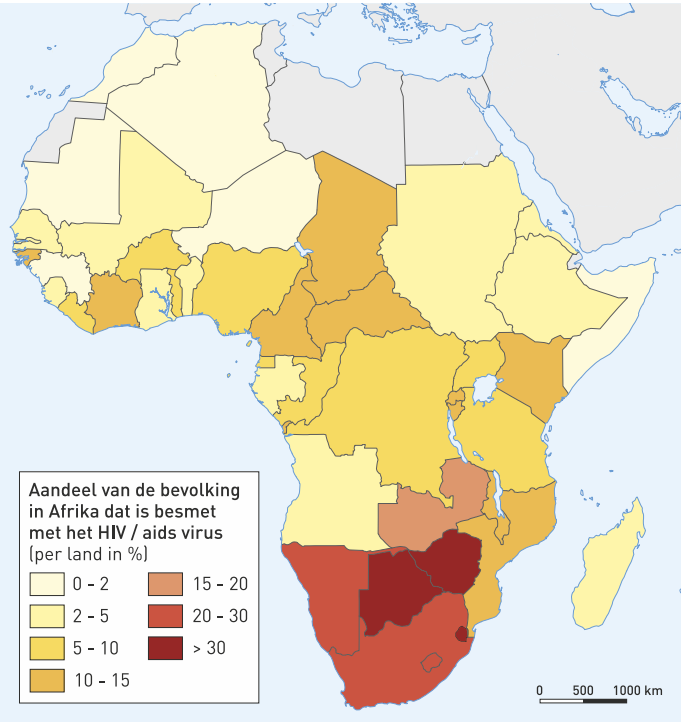 Aandeel van de bevolking
in Afrika dat is besmet
met het HIV / aids virus
(per land in %)
0 - 2
15 - 20
2 - 5
20 - 30
5 - 10
> 30
10 - 15
0 500 1000 km